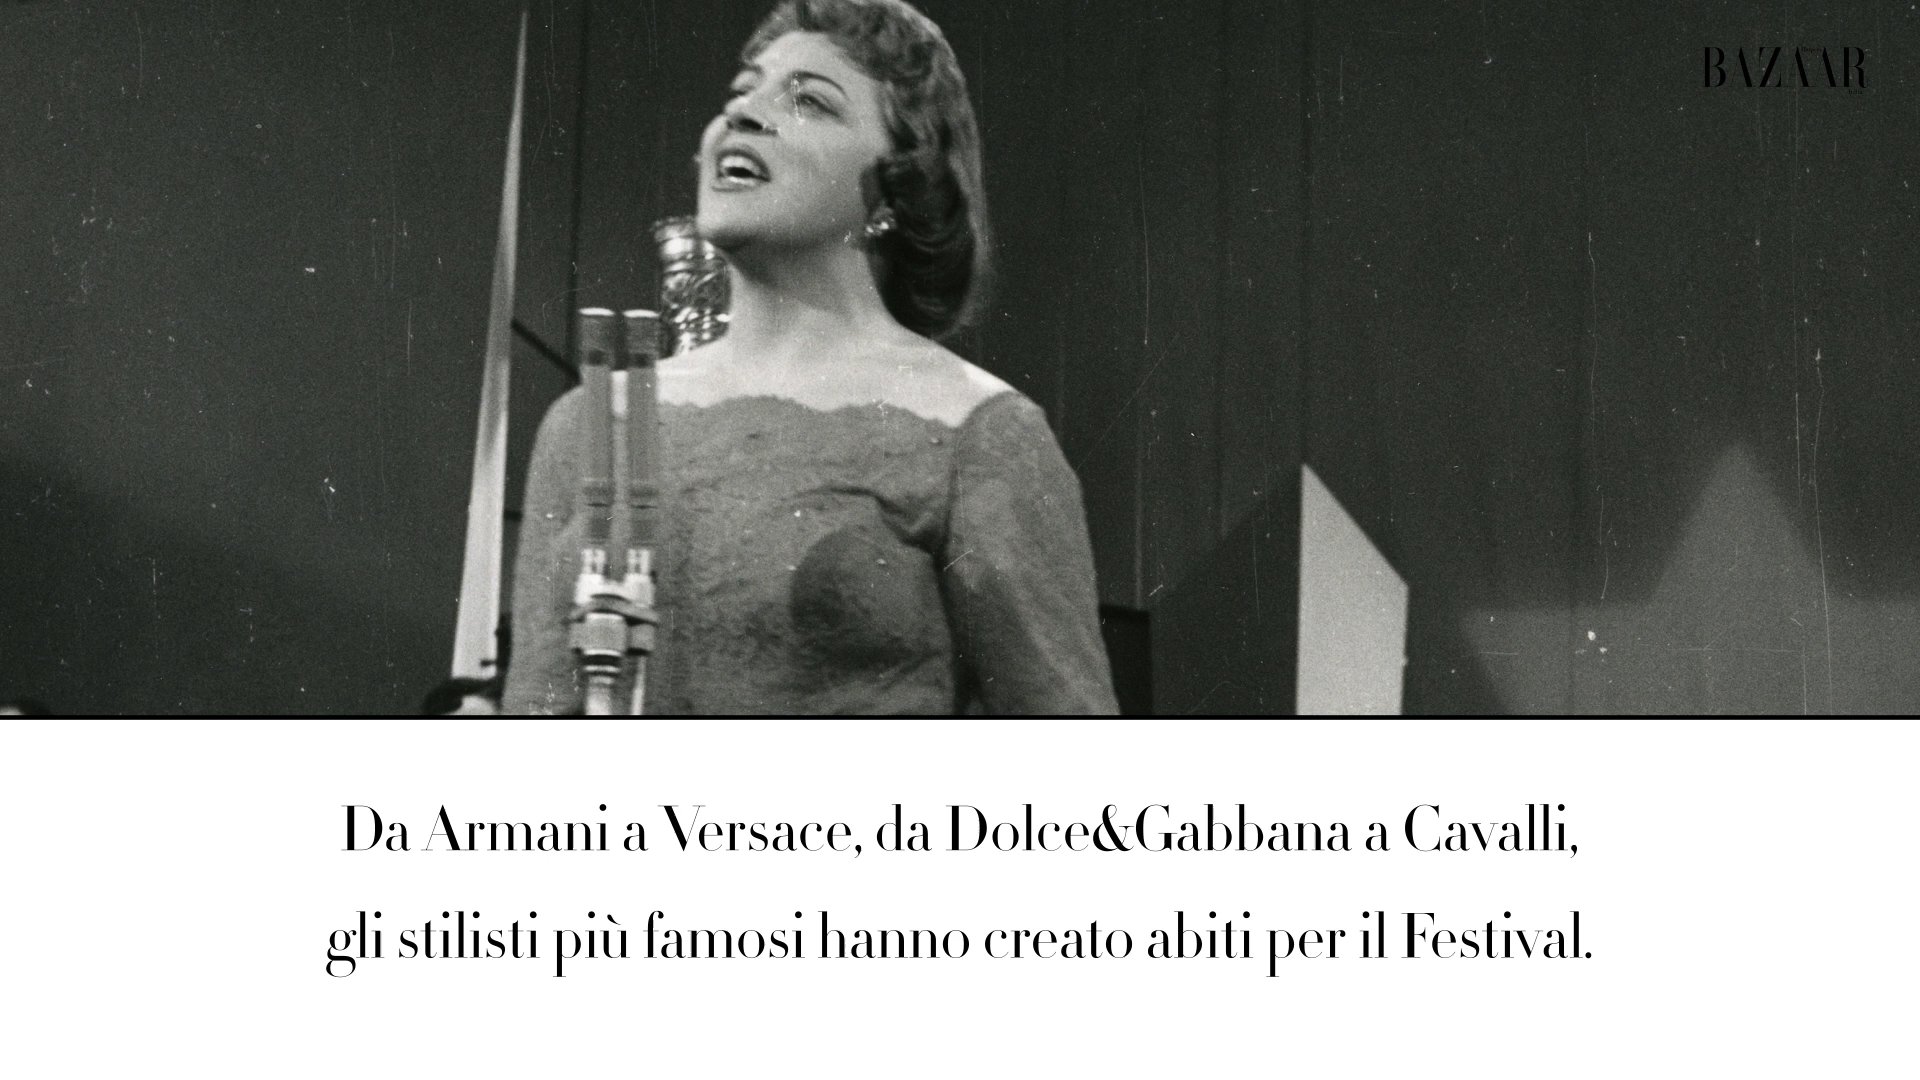 BAZAAR
Da Armani a Versace, da Dolce&Gabbana a Cavalli,
gli stilisti più famosi hanno creato abiti per il Festival.